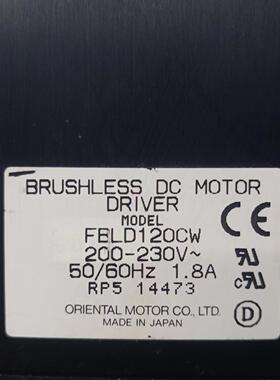 BRUSHLESS DC MOTOR
DRIVER
MODEL
FBLD120CW
200-230V~
50/60Hz 1.8A
RP5 14473
ORIENTAL MOTOR CO., LTD.
MADE IN JAPAN
CE
c
D